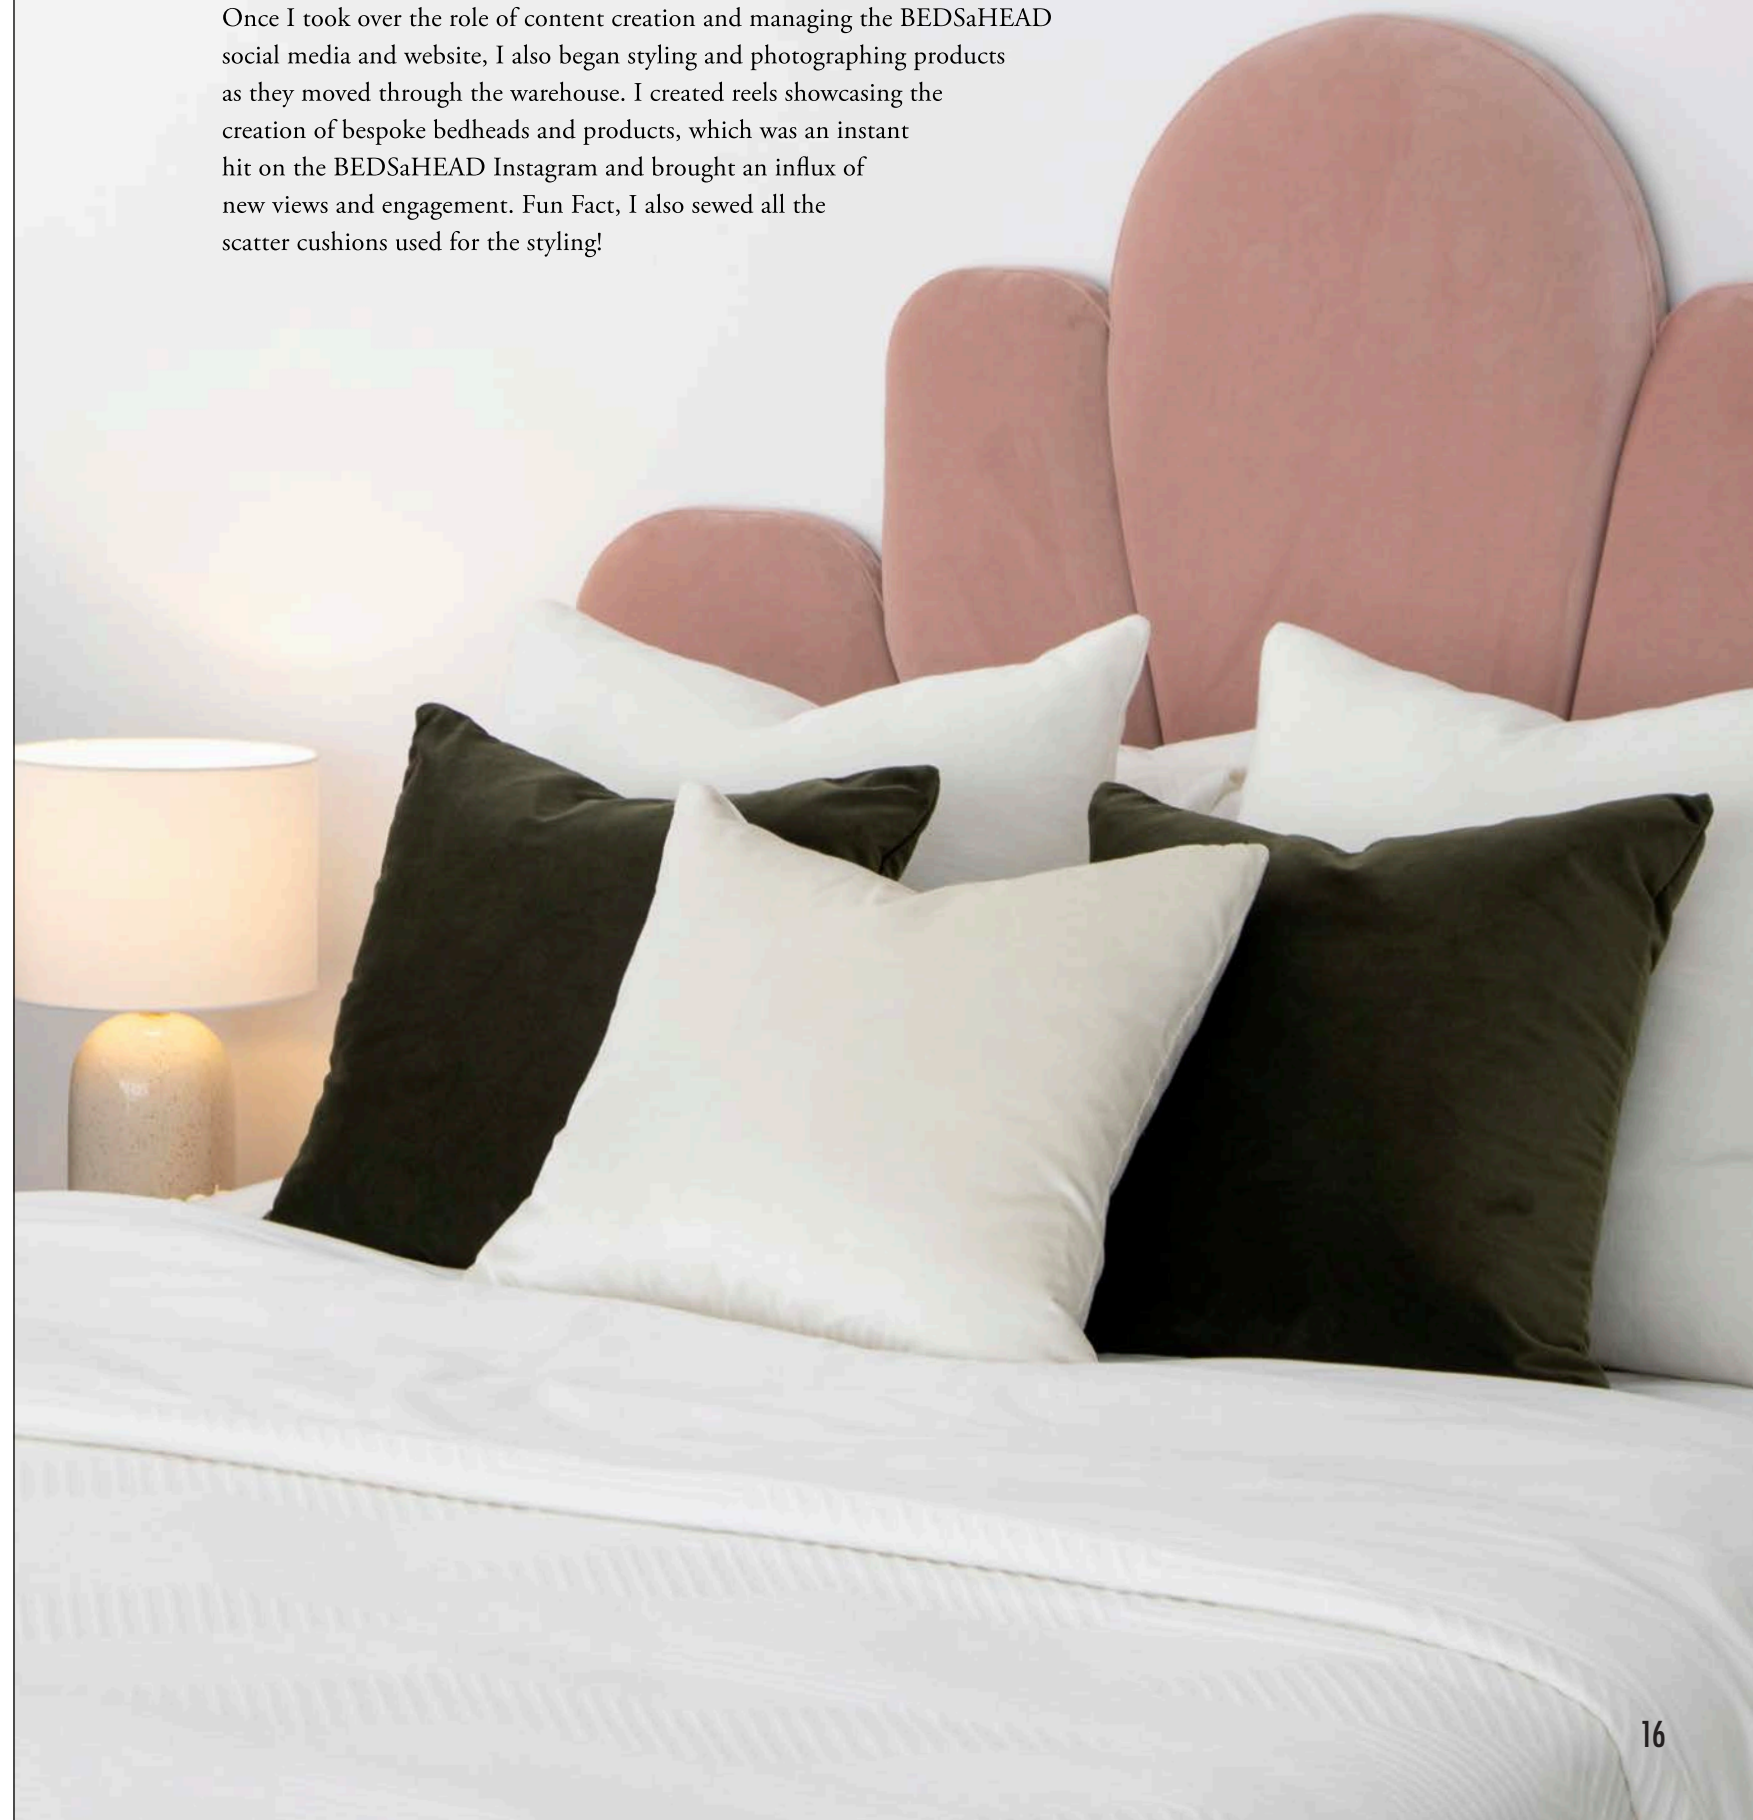 Once I took over the role of content creation and managing the BEDSaHEAD
social media and website, I also began styling and photographing products
as they moved through the warehouse. I created reels showcasing the
creation of bespoke bedheads and products, which was an instant
hit on the BEDSaHEAD Instagram and brought an influx of
new views and engagement. Fun Fact, I also sewed all the
scatter cushions used for the styling!
16